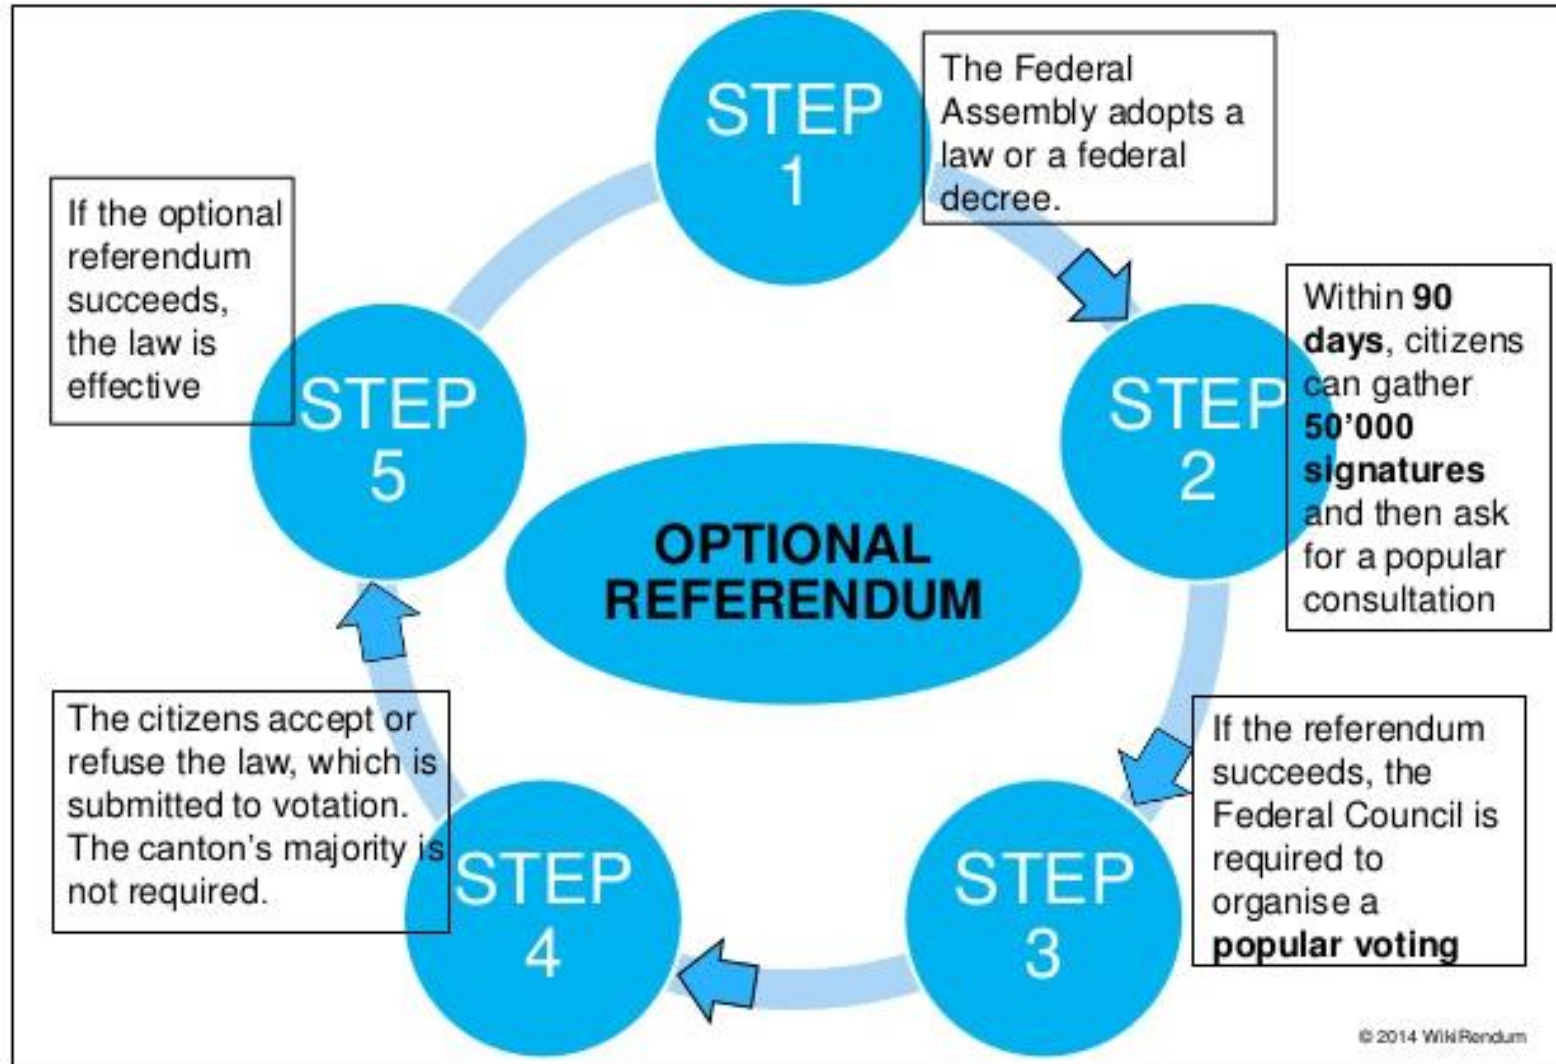 STEP
1
The Federal
Assembly adopts a
law or a federal
decree.
STEP
2
Within 90
days, citizens
can gather
50'000
signatures
and then ask
for a popular
consultation
STEP
3
If the referendum
succeeds, the
Federal Council is
required to
organise a
popular voting
STEP
4
The citizens accept or
refuse the law, which is
submitted to votation.
The canton's majority is
not required.
STEP
5
If the optional
referendum
succeeds,
the law is
effective
OPTIONAL
REFERENDUM
© 2014 WikiRendum